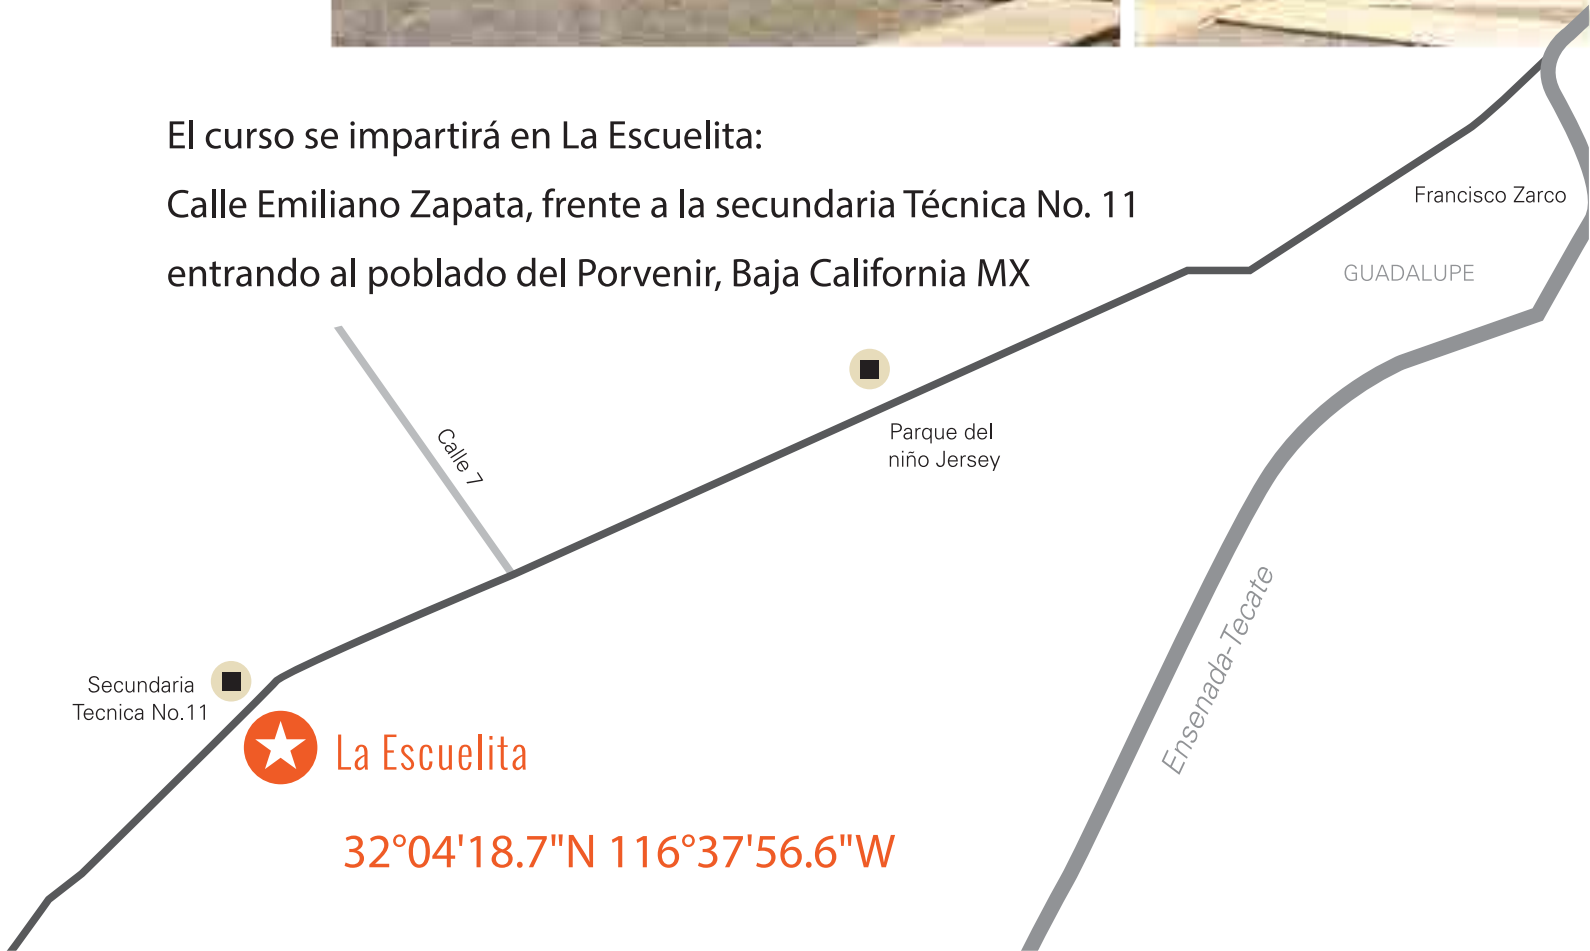 El curso se impartirá en La Escuelita:
Calle Emiliano Zapata, frente a la secundaria Técnica No. 11
entrando al poblado del Porvenir, Baja California MX
Francisco Zarco
GUADALUPE
Parque del
niño Jersey
Calle 7
Ensenada-Tecate
Secundaria
Tecnica No.11
La Escuelita
32°04'18.7"N 116°37'56.6"W